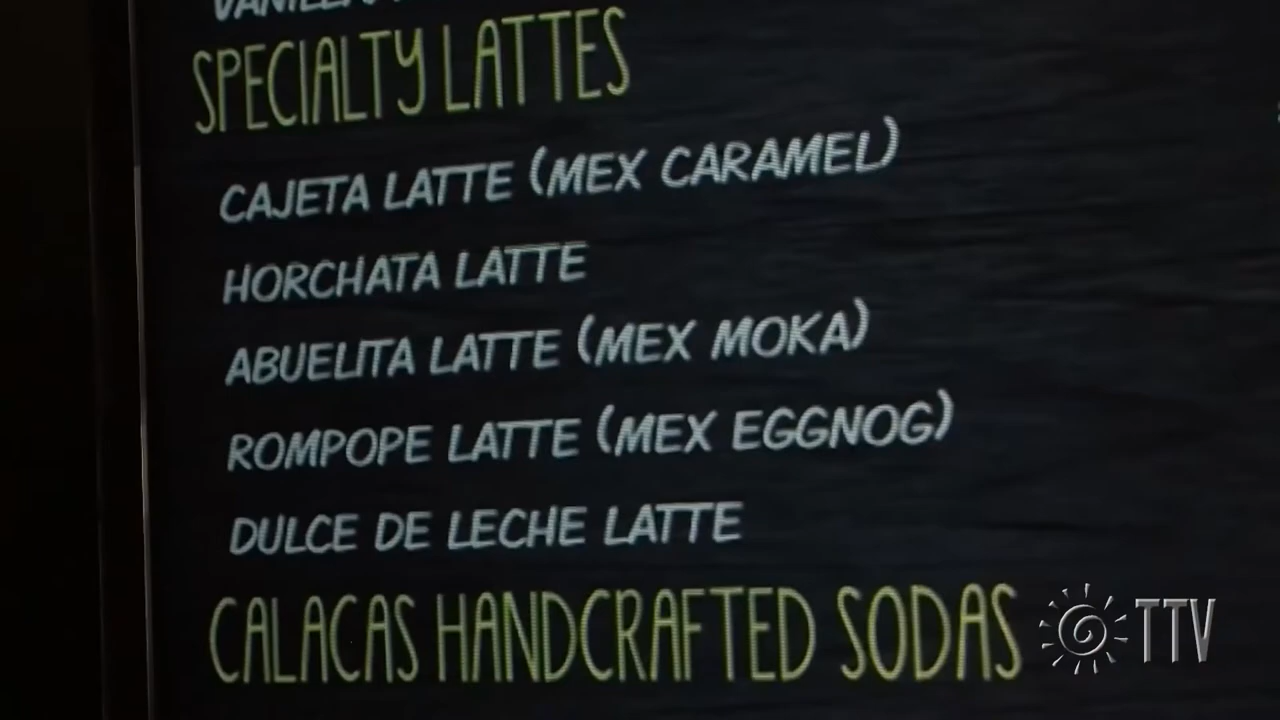 VANILLA
SPECIALTY LATTES
CAJETA LATTE (MEX CARAMEL)
HORCHATA LATTE
ABUELITA LATTE (MEX MOKA)
ROMPOPE LATTE (MEX EGGNOG)
DULCE DE LECHE LATTE
CALACAS HANDCRAFTED SODAS
TTV